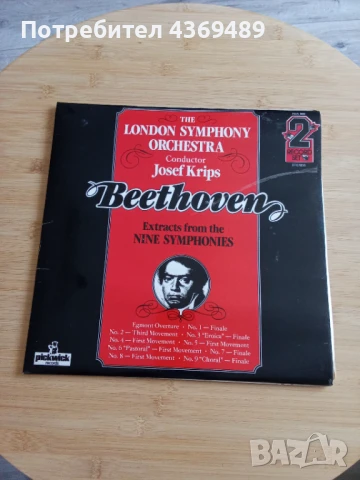 Потребител 4369489
THE
LONDON SYMPHONY
ORCHESTRA
Conductor
Josef Krips
2
Beethoven
Extracts from the
NINE SYMPHONIES
Egmont Overture • No. 1 — Finale
No. 2 — Third Movement • No. 3 "Eroica" — Finale
No. 4 — First Movement • No. 5 — First Movement
No. 6 "Pastoral" — First Movement • No. 7 — Finale
No. 8 — First Movement • No. 9 "Choral" — Finale
pickwick
BAZAR